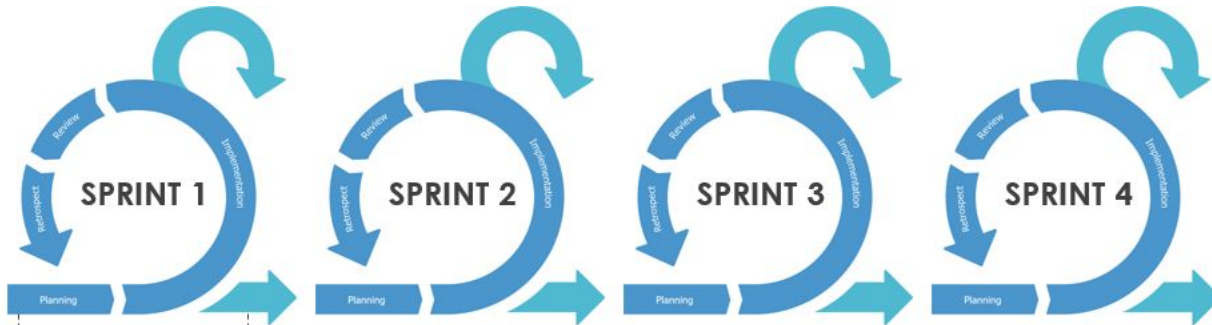 Review
Implementation
Retrospect
SPRINT 1
Planning
Review
Implementation
Retrospect
SPRINT 2
Planning
Review
Implementation
Retrospect
SPRINT 3
Planning
Review
Implementation
Retrospect
SPRINT 4
Planning